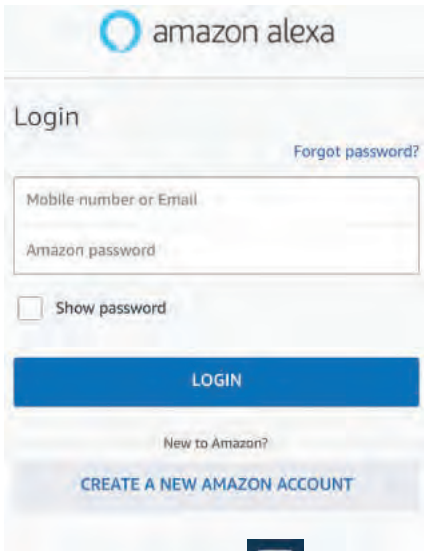 amazon alexa
Login
Forgot password?
Mobile number or Email
Amazon password
Show password
LOGIN
New to Amazon?
CREATE A NEW AMAZON ACCOUNT